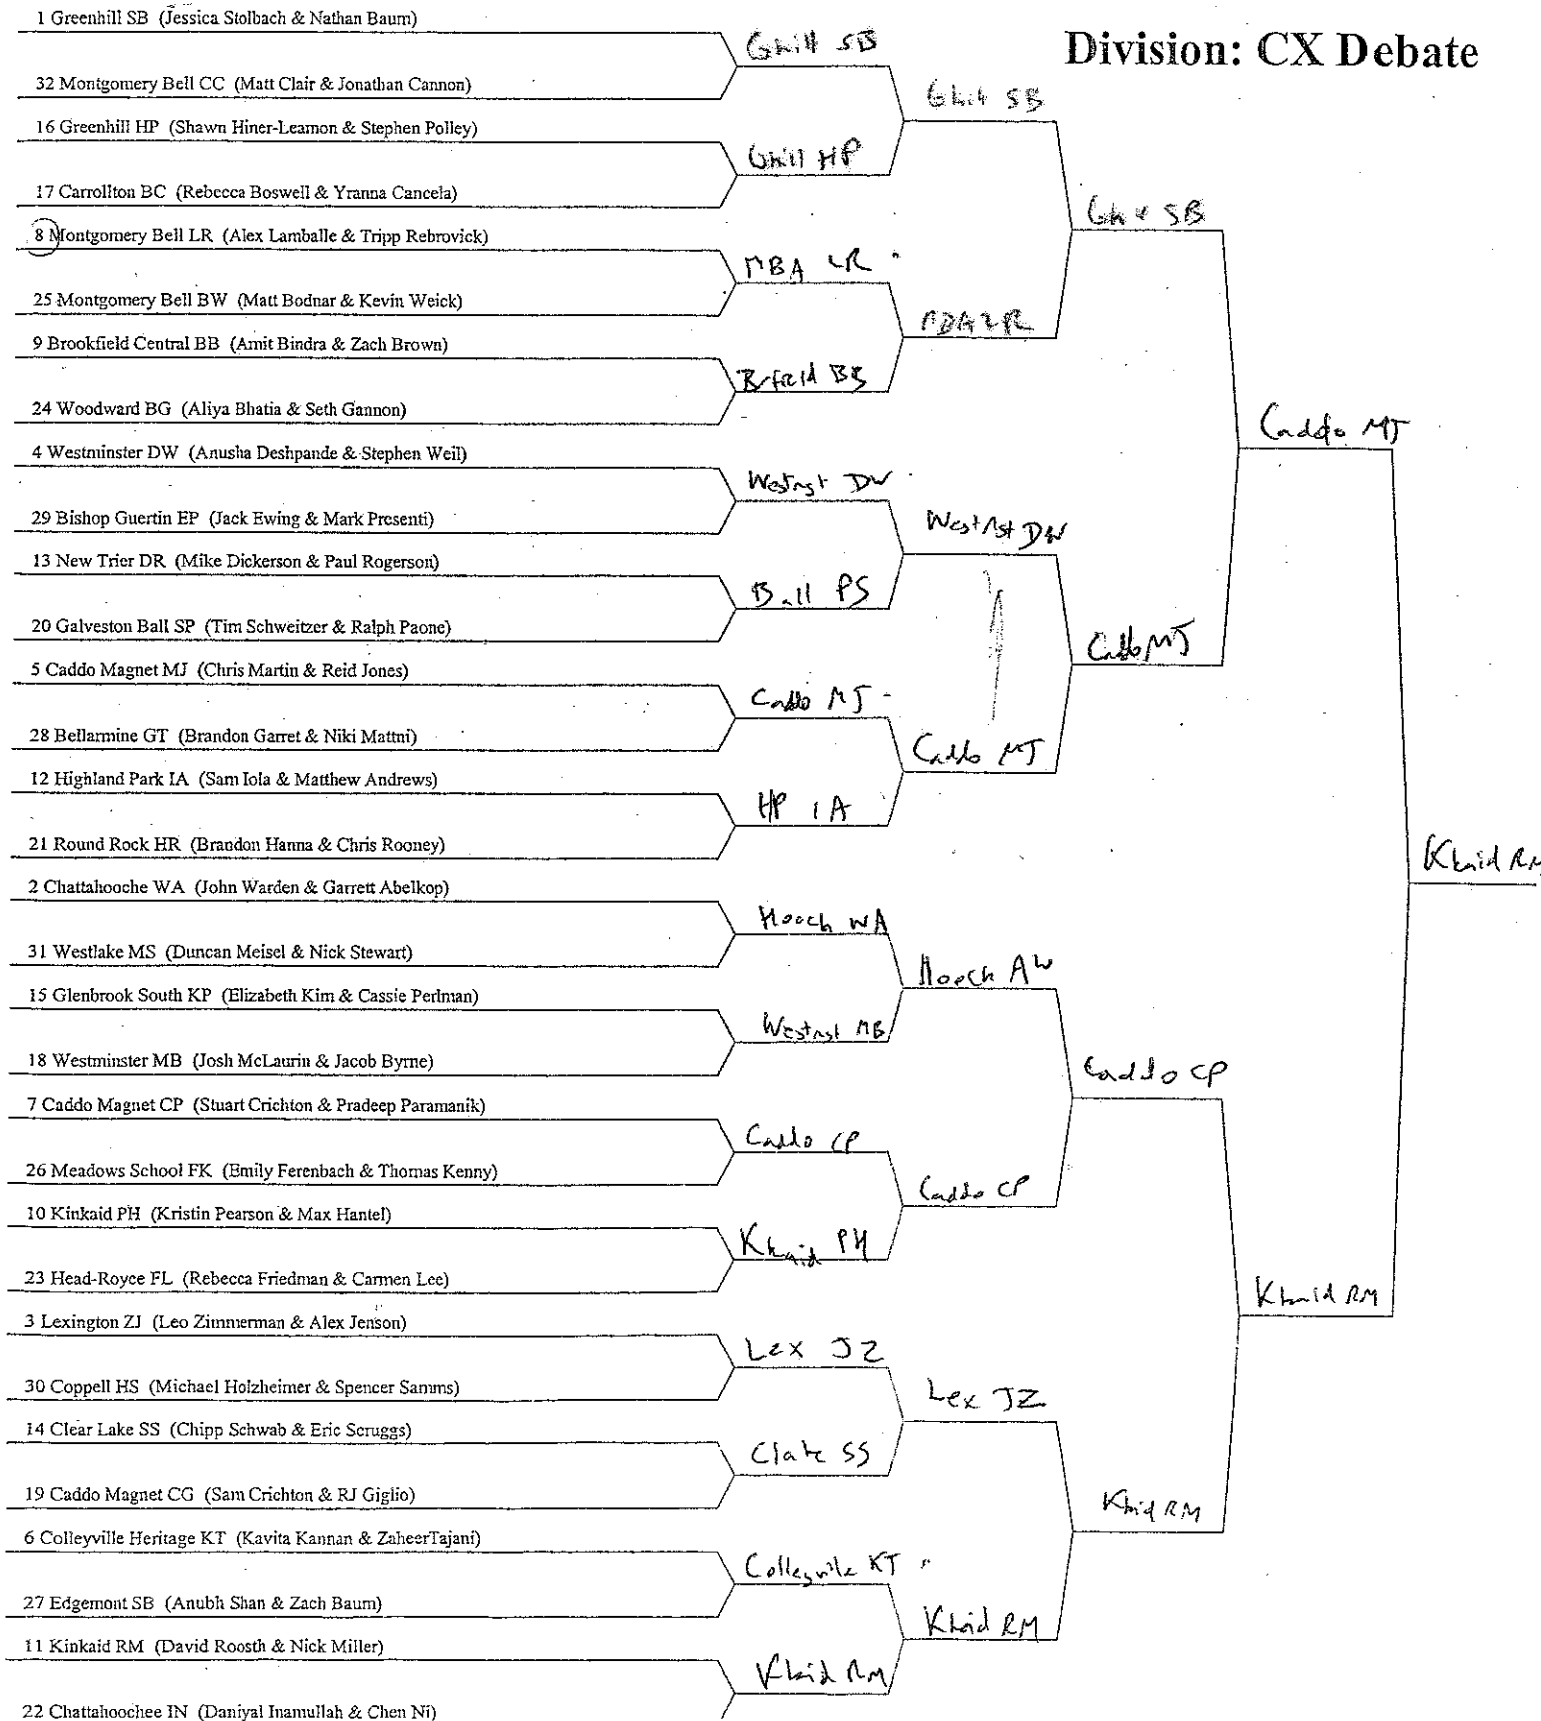 1 Greenhill SB (Jessica Stolbach & Nathan Baum)
Division: CX Debate
Ghill SB
32 Montgomery Bell CC (Matt Clair & Jonathan Cannon)
SB
16 Greenhill HP (Shawn Hiner-Leamon & Stephen Polley)
Ghill HP
17 Carrollton BC (Rebecca Boswell & Yranna Cancela)
SB
8 Montgomery Bell LR (Alex Lamballe & Tripp Rebrovick)
MBA LR
25 Montgomery Bell BW (Matt Bodnar & Kevin Weick)
MBA LR
9 Brookfield Central BB (Amit Bindra & Zach Brown)
B-field BB
24 Woodward BG (Aliya Bhatia & Seth Gannon)
Caddo MJ
4 Westminster DW (Anusha Deshpande & Stephen Weil)
Westmst DW
29 Bishop Guertin EP (Jack Ewing & Mark Presenti)
Westmst DW
13 New Trier DR (Mike Dickerson & Paul Rogerson)
Ball PS
20 Galveston Ball SP (Tim Schweitzer & Ralph Paone)
Caddo MJ
5 Caddo Magnet MJ (Chris Martin & Reid Jones)
Caddo MJ
28 Bellarmine GT (Brandon Garret & Niki Mattni)
Caddo MJ
12 Highland Park IA (Sam Iola & Matthew Andrews)
HP IA
21 Round Rock HR (Brandon Hanna & Chris Rooney)
Kkaid RM
2 Chattahooche WA (John Warden & Garrett Abelkop)
Hooch WA
31 Westlake MS (Duncan Meisel & Nick Stewart)
Hooch AW
15 Glenbrook South KP (Elizabeth Kim & Cassie Perlman)
Westmst MB
18 Westminster MB (Josh McLaurin & Jacob Byrne)
Caddo CP
7 Caddo Magnet CP (Stuart Crichton & Pradeep Paramanik)
Caddo CP
26 Meadows School FK (Emily Ferenbach & Thomas Kenny)
Caddo CP
10 Kinkaid PH (Kristin Pearson & Max Hantel)
Kkaid PH
23 Head-Royce FL (Rebecca Friedman & Carmen Lee)
Kkaid RM
3 Lexington ZJ (Leo Zimmerman & Alex Jenson)
Lex JZ
30 Coppell HS (Michael Holzheimer & Spencer Samms)
Lex JZ
14 Clear Lake SS (Chipp Schwab & Eric Scruggs)
Clake SS
19 Caddo Magnet CG (Sam Crichton & RJ Giglio)
Kkaid RM
6 Colleyville Heritage KT (Kavita Kannan & ZaheerTajani)
Colleyville KT
27 Edgemont SB (Anubh Shan & Zach Baum)
Kkaid RM
11 Kinkaid RM (David Roosth & Nick Miller)
Kkaid RM
22 Chattahoochee IN (Daniyal Inamullah & Chen Ni)